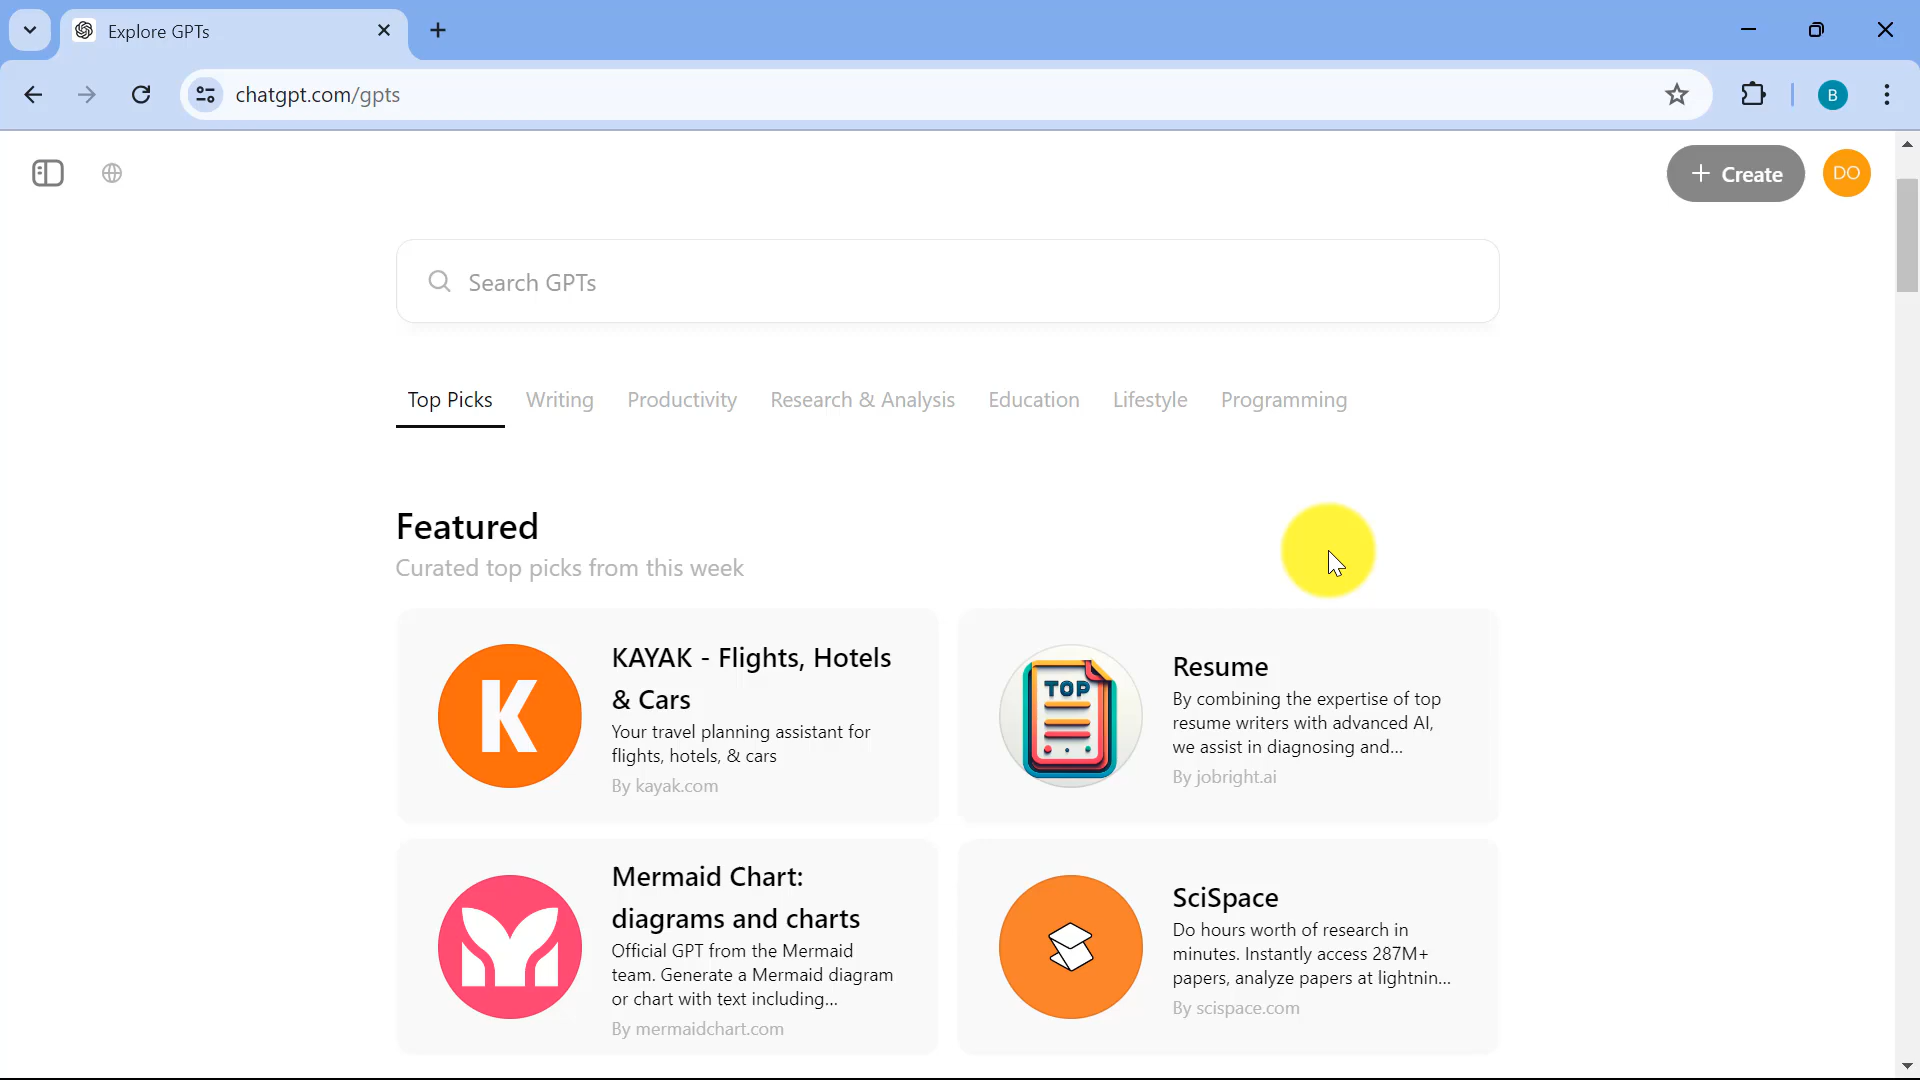 Explore GPTs
chatgpt.com/gpts
B
+ Create
DO
Search GPTs
Top Picks Writing Productivity Research & Analysis Education Lifestyle Programming
Featured
Curated top picks from this week
K
KAYAK - Flights, Hotels
& Cars
Your travel planning assistant for
flights, hotels, & cars
By kayak.com
TOP
Resume
By combining the expertise of top
resume writers with advanced AI,
we assist in diagnosing and...
By jobright.ai
Mermaid Chart:
diagrams and charts
Official GPT from the Mermaid
team. Generate a Mermaid diagram
or chart with text including...
By mermaidchart.com
SciSpace
Do hours worth of research in
minutes. Instantly access 287M+
papers, analyze papers at lightnin...
By scispace.com